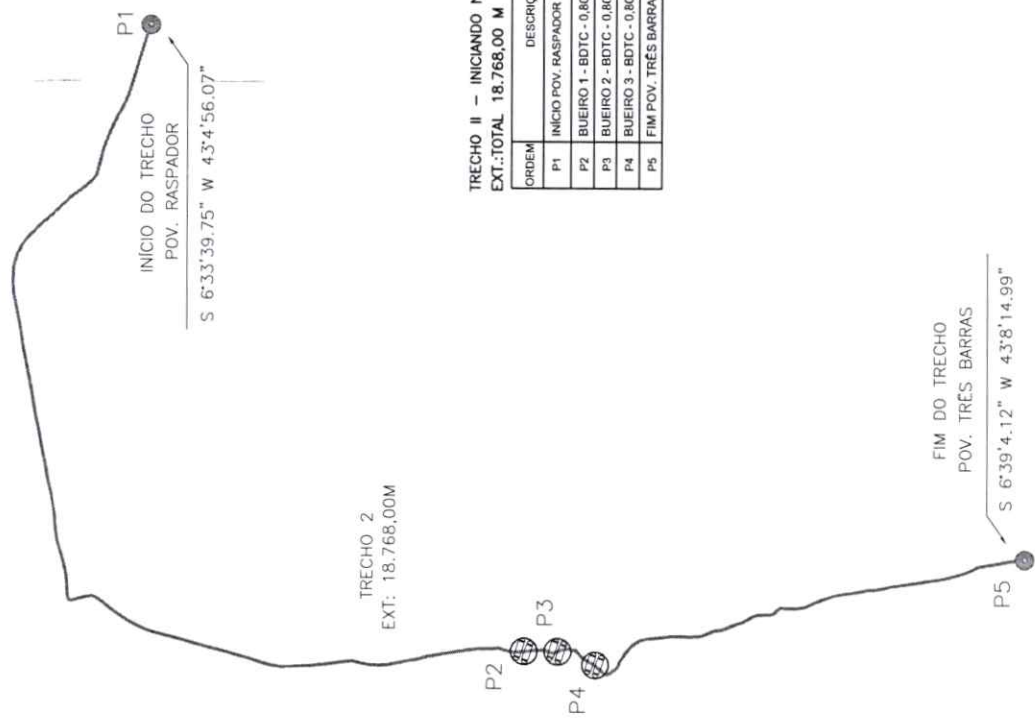 P1
INÍCIO DO TRECHO
POV. RASPADOR
S 6°33'39.75" W 43°4'56.07"
TRECHO II – INICIANDO
EXT.:TOTAL 18.768,00 M
ORDEM
P1 INÍCIO POV. RASPADOR
P2 BUEIRO 1 - BDTC - 0,80
P3 BUEIRO 2 - BDTC - 0,80
P4 BUEIRO 3 - BDTC - 0,80
P5 FIM POV. TRÊS BARRA
TRECHO 2
EXT: 18.768,00M
P2
P3
P4
FIM DO TRECHO
POV. TRÊS BARRAS
S 6°39'4.12" W 43°8'14.99"
P5